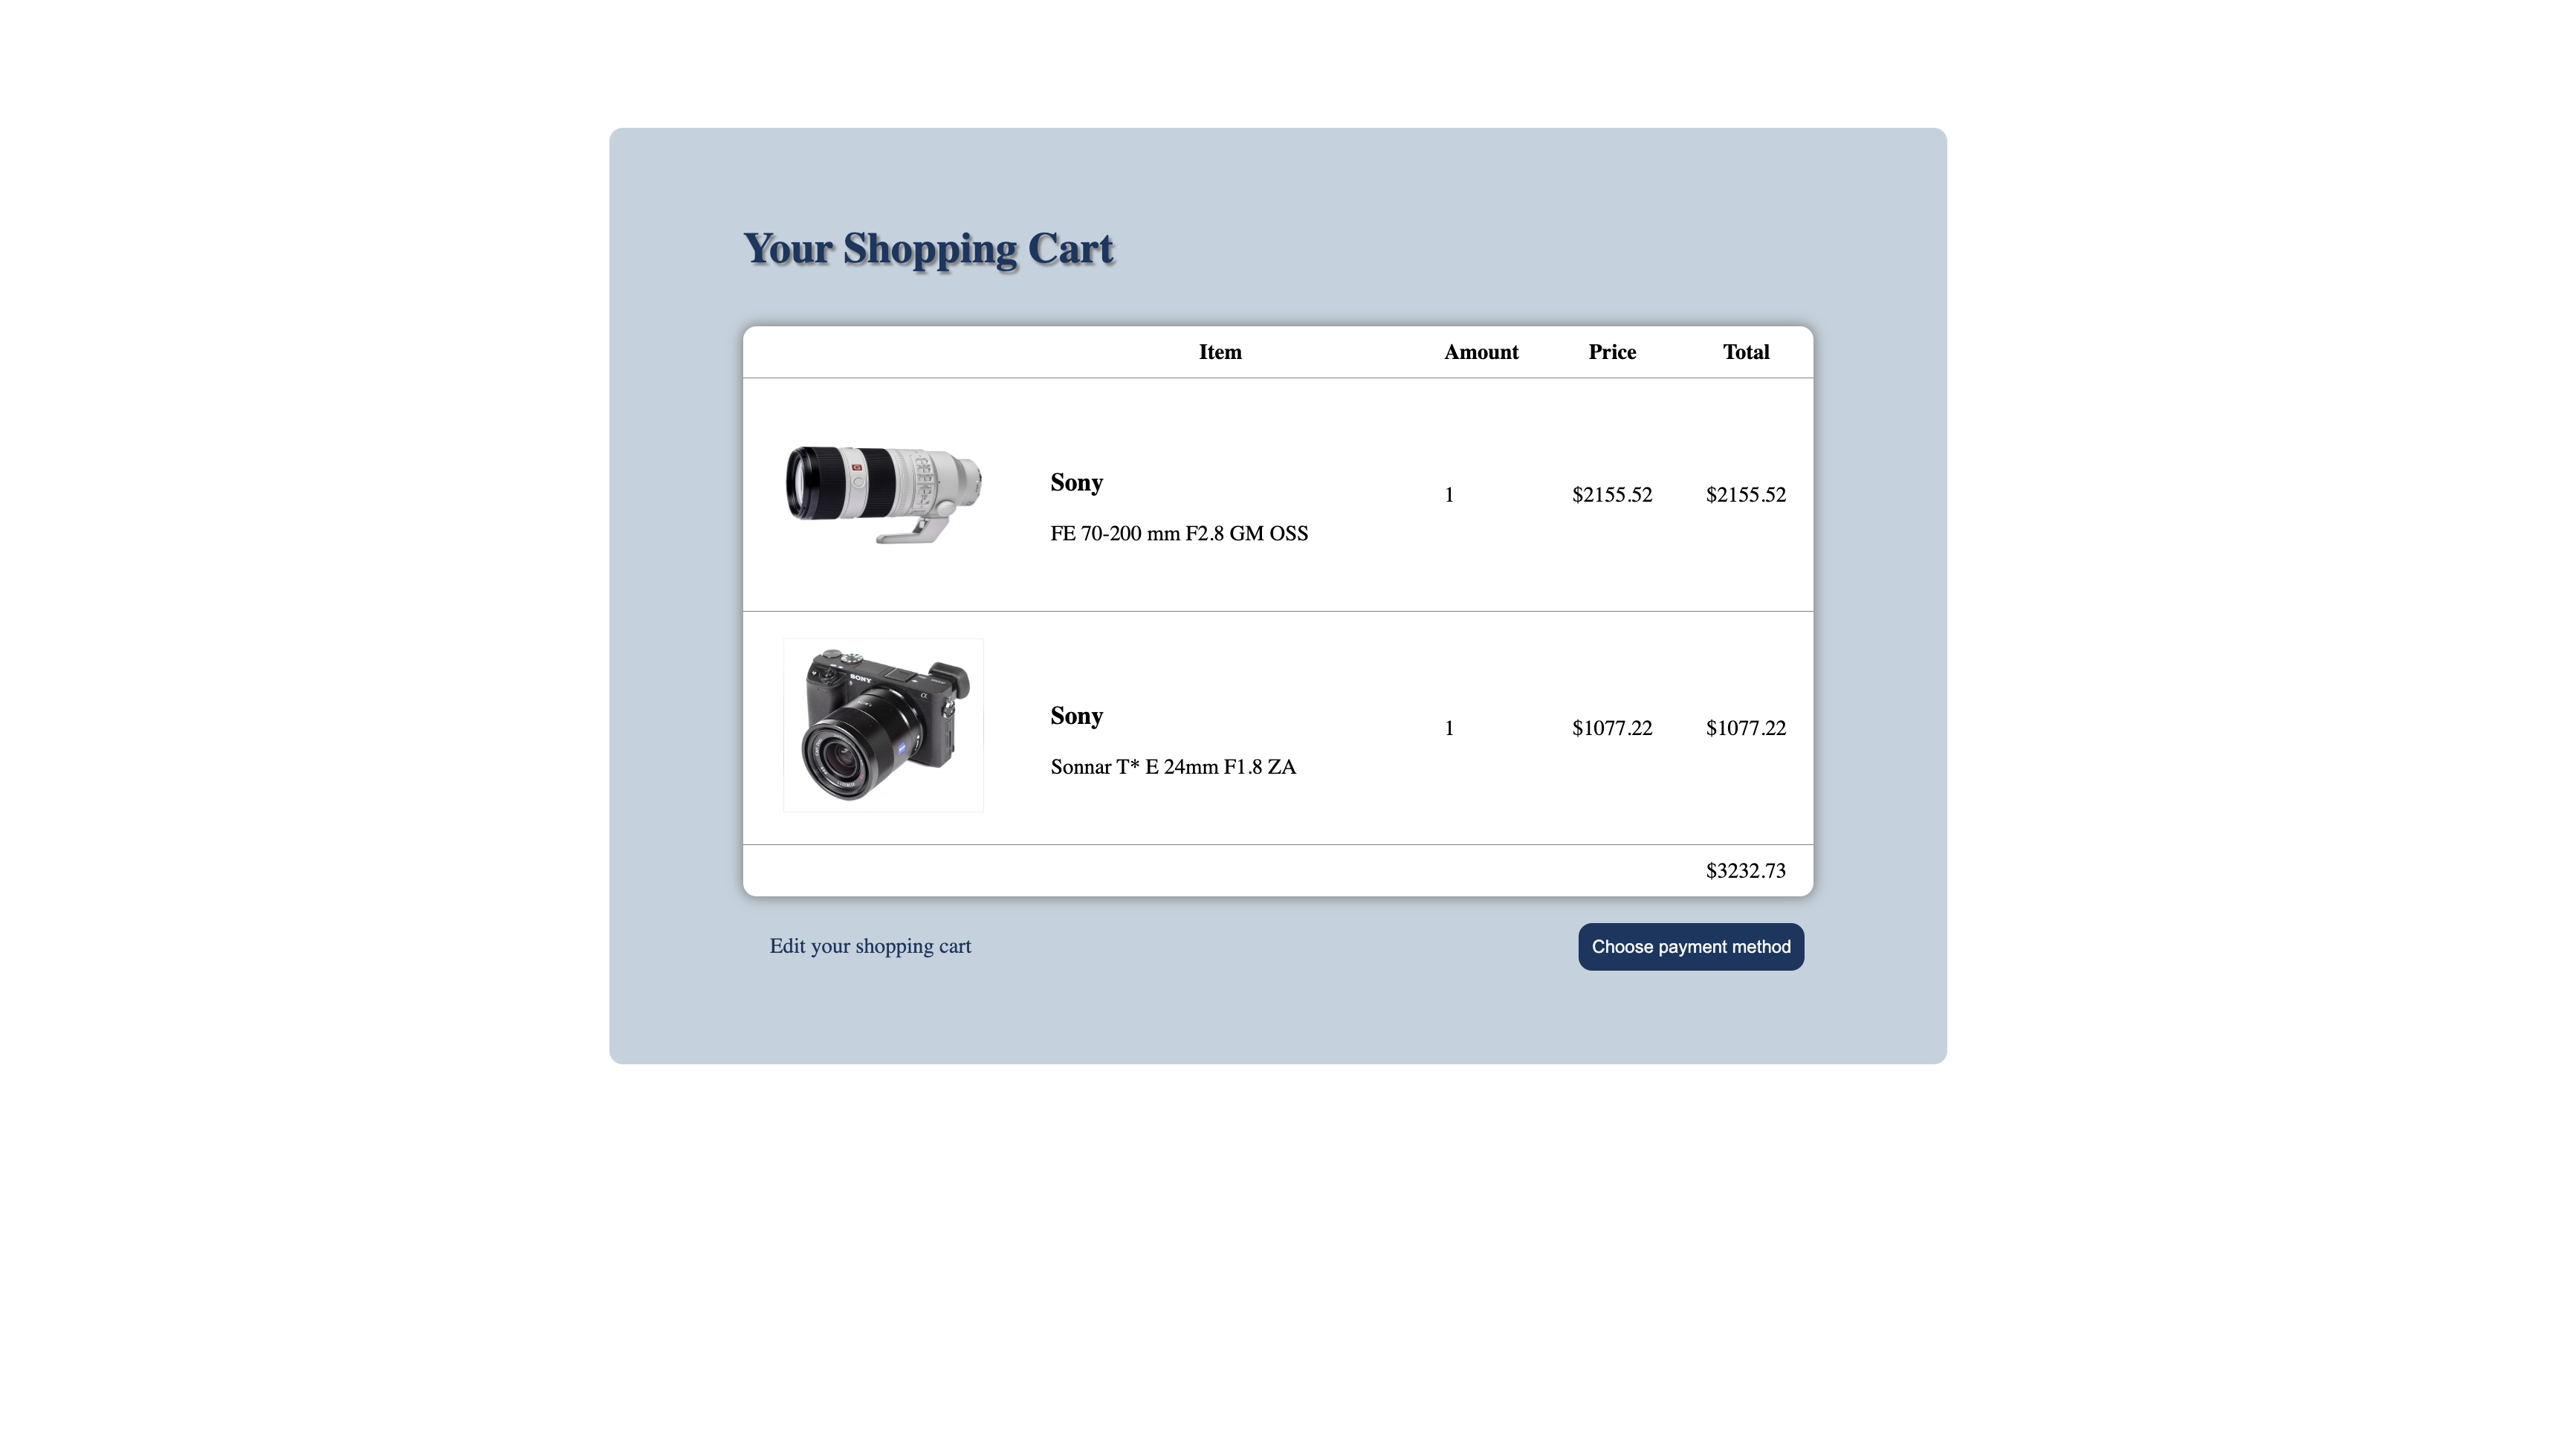 Your Shopping Cart
Item Amount Price Total
Sony
FE 70-200 mm F2.8 GM OSS
1 $2155.52 $2155.52
SONY
Sony
Sonnar T* E 24mm F1.8 ZA
1 $1077.22 $1077.22
$3232.73
Edit your shopping cart
Choose payment method